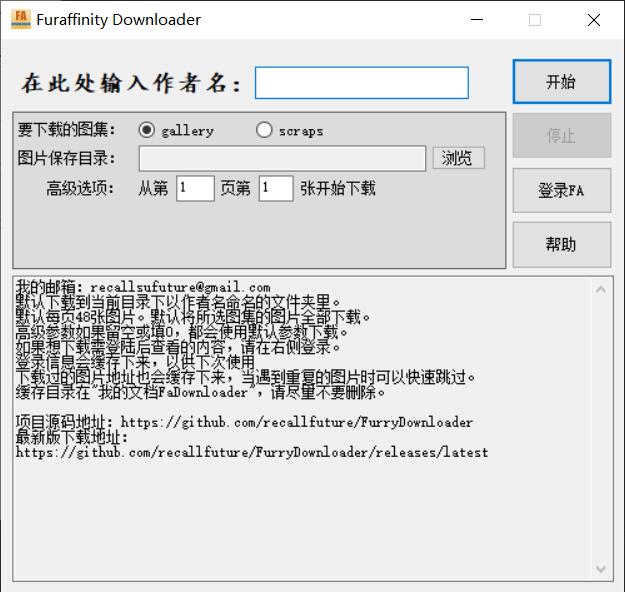 FA Furaffinity Downloader
在此处输入作者名：
开始
要下载的图集： gallery scraps
停止
图片保存目录： 浏览
高级选项： 从第 1 页第 1 张开始下载
登录FA
帮助
我的邮箱：recallsufuture@gmail.com
默认下载到当前目录下以作者名命名的文件夹里。
默认每页48张图片。默认将所选图集的图片全部下载。
高级参数如果留空或填0，都会使用默认参数下载。
如果想下载需登陆后查看的内容，请在右侧登录。
登录信息会缓存下来，以供下次使用
下载过的图片地址也会缓存下来，当遇到重复的图片时可以快速跳过。
缓存目录在"我的文档FaDownloader"，请尽量不要删除。
项目源码地址：https://github.com/recallfuture/FurryDownloader
最新版下载地址：
https://github.com/recallfuture/FurryDownloader/releases/latest